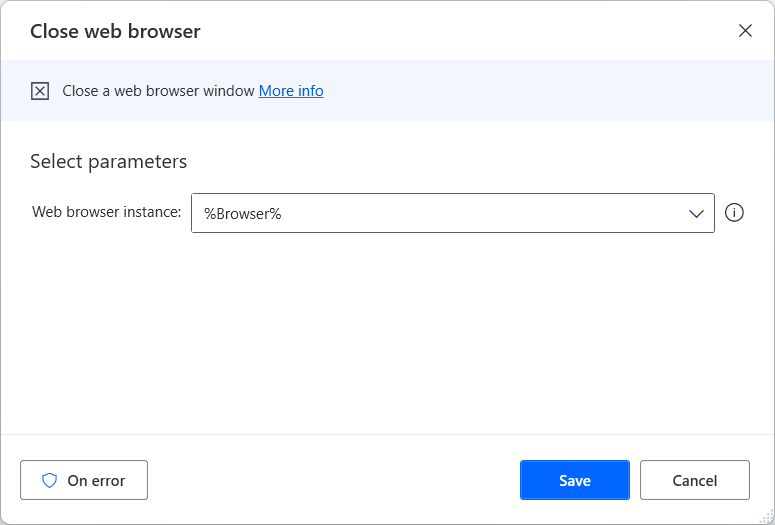 Close web browser
Close a web browser window More info
Select parameters
Web browser instance: %Browser%
On error
Save
Cancel